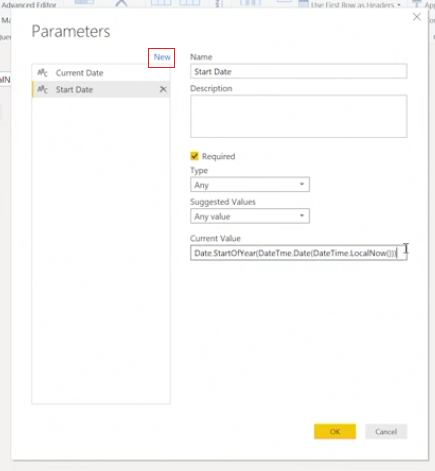 Advanced Editor
Use First Row as Headers
Parameters
New
Current Date
Start Date
Name
Start Date
Description
Required
Type
Any
Suggested Values
Any value
Current Value
Date.StartOfYear(DateTme.Date(DateTime.LocalNow()))
OK
Cancel